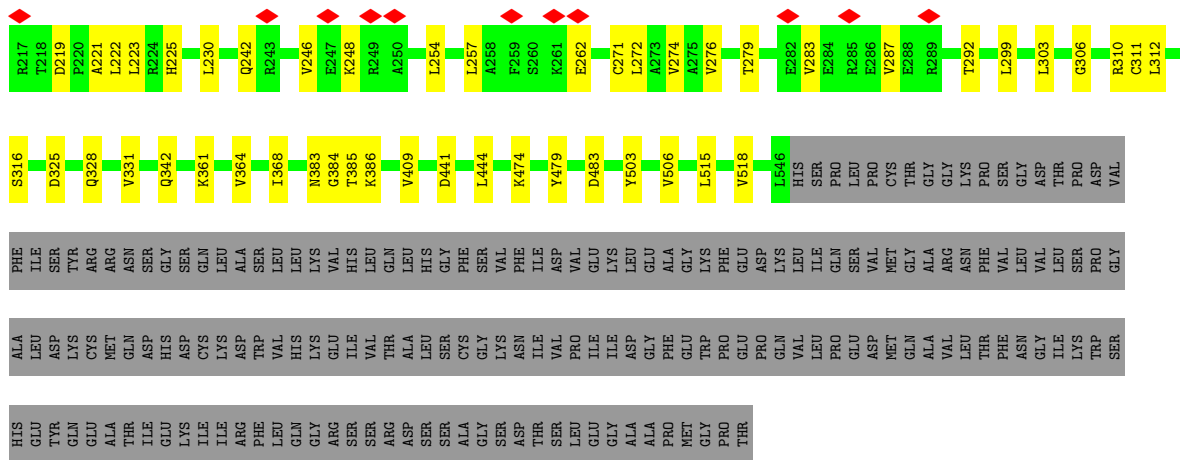 R217 T218 D219 P220 A221 L222 L223 R224 H225 L230 Q242 R243 V246 E247 K248 R249 A250 L254 L257 A258 F259 S260 K261 E262 C271 L272 A273 V274 A275 V276 T279 E282 V283 E284 R285 E286 V287 E288 R289 T292 L299 L303 G306 R310 C311 L312
S316 D325 Q328 V331 Q342 K361 V364 I368 N383 G384 T385 K386 V409 D441 L444 K474 Y479 D483 Y503 V506 L515 V518 L546 HIS SER PRO LEU PRO CYS THR GLY GLY LYS PRO SER GLY ASP THR PRO ASP VAL
PHE ILE SER TYR ARG ARG ASN SER GLY SER GLN LEU ALA SER LEU LEU LYS VAL HIS LEU GLN LEU HIS GLY PHE SER VAL PHE ILE ASP VAL GLU LYS LEU GLU ALA GLY LYS PHE GLU ASP LYS LEU ILE GLN SER VAL MET GLY ALA ARG ASN PHE VAL LEU VAL LEU SER PRO GLY
ALA LEU ASP LYS CYS MET GLN ASP HIS ASP CYS LYS ASP TRP VAL HIS LYS GLU ILE VAL THR ALA LEU SER CYS GLY LYS ASN ILE VAL PRO ILE ILE ASP GLY PHE GLU TRP PRO GLU PRO GLN VAL LEU PRO GLU ASP MET GLN ALA VAL LEU THR PHE ASN GLY ILE LYS TRP SER
HIS GLU TYR GLN GLU ALA THR ILE GLU LYS ILE ILE ARG PHE LEU GLN GLY ARG SER SER ARG ASP SER SER ALA GLY SER ASP THR SER LEU GLU GLY ALA ALA PRO MET GLY PRO THR